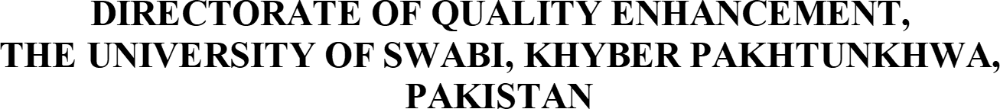 DIRECTORATE OF QUALITY ENHANCEMENT,
THE UNIVERSITY OF SWABI, KHYBER PAKHTUNKHWA,
PAKISTAN